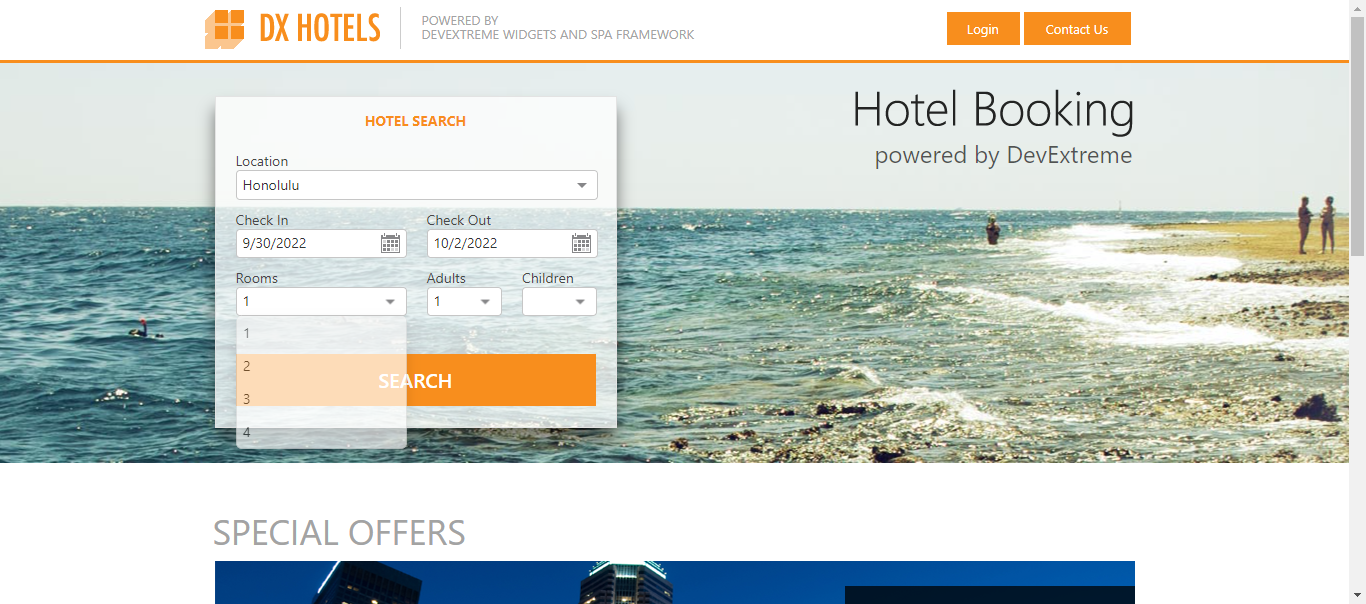 DX HOTELS
POWERED BY
DEVEXTREME WIDGETS AND SPA FRAMEWORK
Login
Contact Us
Hotel Booking
powered by DevExtreme
HOTEL SEARCH
Location
Honolulu
Check In
Check Out
9/30/2022
10/2/2022
Rooms
Adults
Children
1
1
1
2
3
4
SEARCH
SPECIAL OFFERS